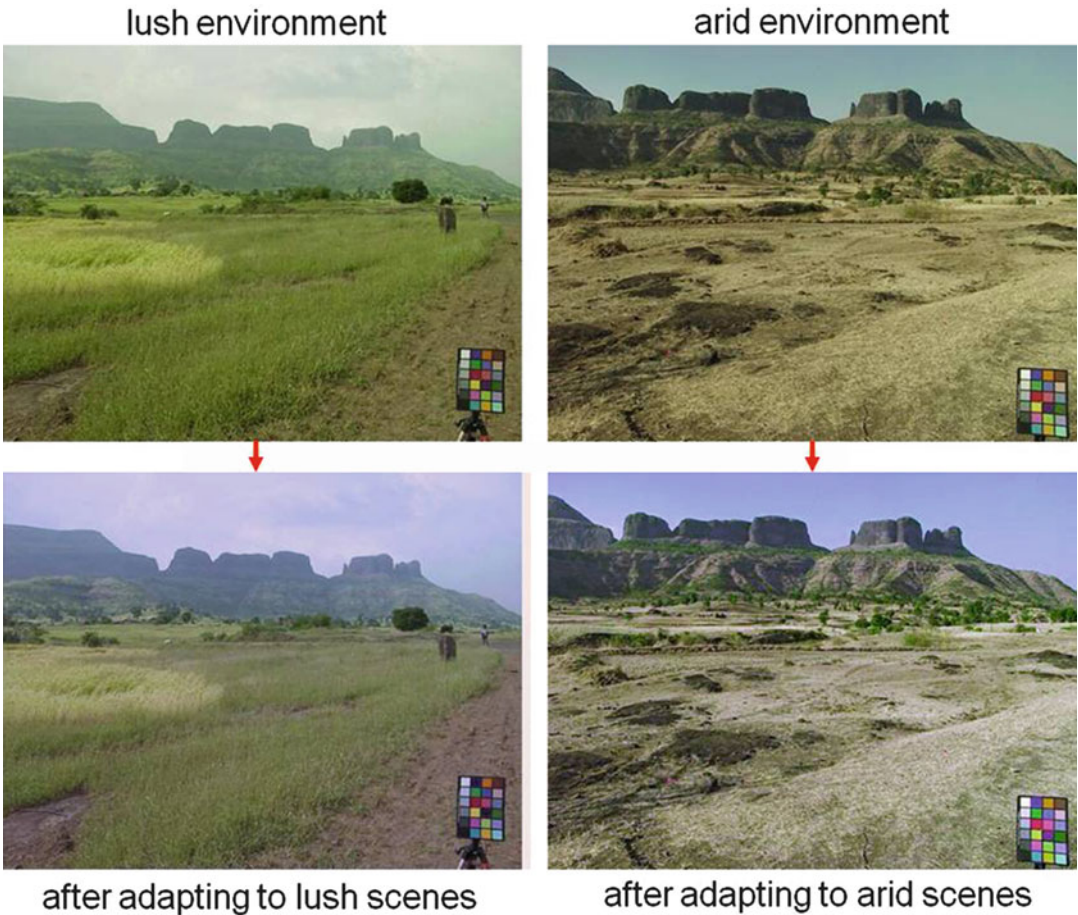 lush environment
arid environment
after adapting to lush scenes
after adapting to arid scenes